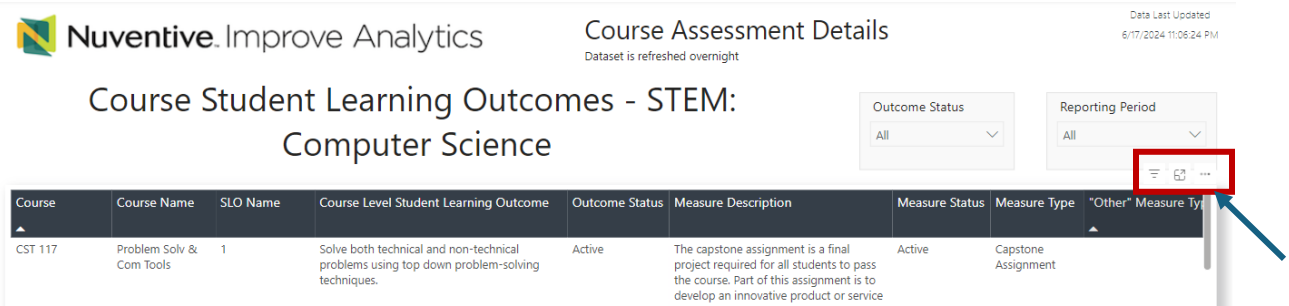 Nuventive. Improve Analytics
Course Assessment Details
Dataset is refreshed overnight
Data Last Updated
6/17/2024 11:06:24 PM
Course Student Learning Outcomes - STEM:
Computer Science
Outcome Status
All
Reporting Period
All
Course Course Name SLO Name Course Level Student Learning Outcome Outcome Status Measure Description Measure Status Measure Type "Other" Measure Ty
CST 117 Problem Solv & 1 Solve both technical and non-technical Active The capstone assignment is a final Active Capstone
Com Tools problems using top down problem-solving project required for all students to pass Assignment
techniques. the course. Part of this assignment is to
develop an innovative product or service